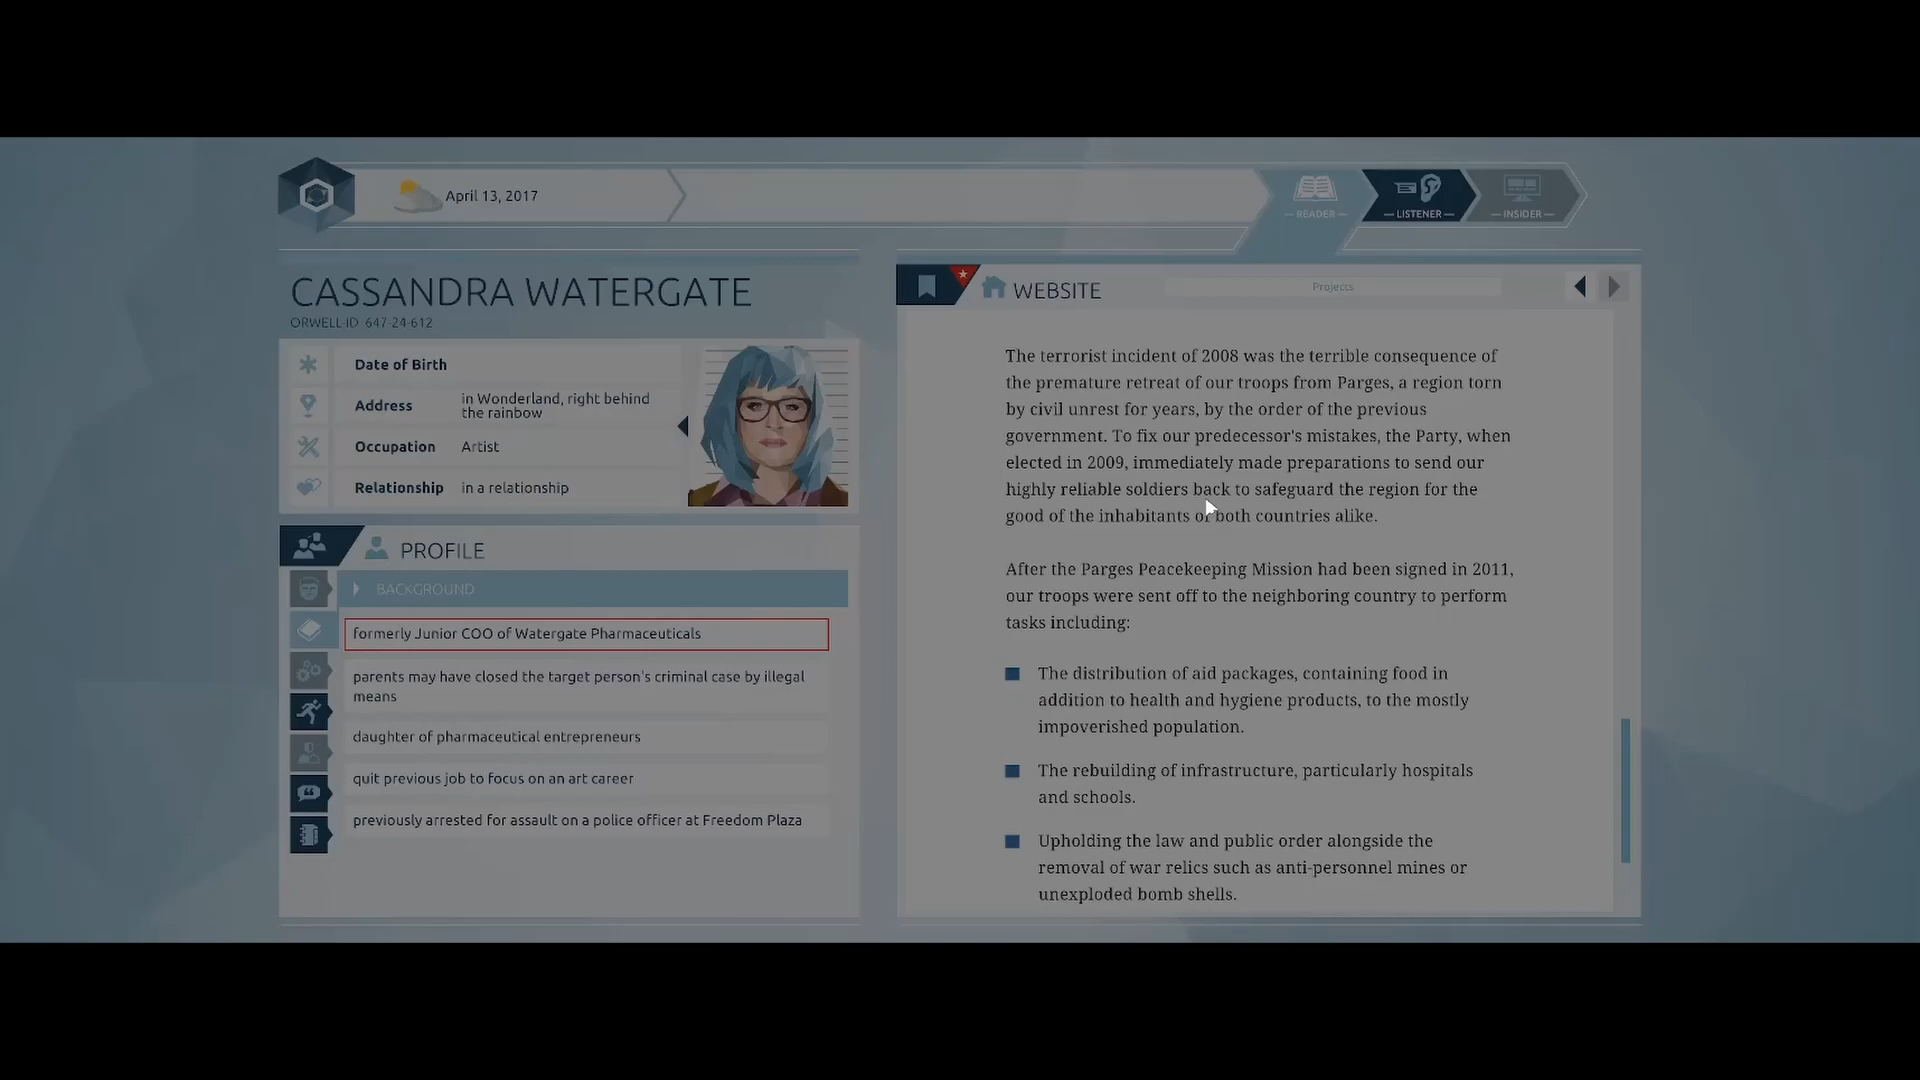 April 13, 2017
— READER —
— LISTENER —
— INSIDER —
CASSANDRA WATERGATE
ORWELL-ID 647-24-612
Date of Birth
Address in Wonderland, right behind
the rainbow
Occupation Artist
Relationship in a relationship
PROFILE
BACKGROUND
formerly Junior COO of Watergate Pharmaceuticals
parents may have closed the target person's criminal case by illegal
means
daughter of pharmaceutical entrepreneurs
quit previous job to focus on an art career
previously arrested for assault on a police officer at Freedom Plaza
WEBSITE
Projects
The terrorist incident of 2008 was the terrible consequence of
the premature retreat of our troops from Parges, a region torn
by civil unrest for years, by the order of the previous
government. To fix our predecessor's mistakes, the Party, when
elected in 2009, immediately made preparations to send our
highly reliable soldiers back to safeguard the region for the
good of the inhabitants of both countries alike.
After the Parges Peacekeeping Mission had been signed in 2011,
our troops were sent off to the neighboring country to perform
tasks including:
The distribution of aid packages, containing food in
addition to health and hygiene products, to the mostly
impoverished population.
The rebuilding of infrastructure, particularly hospitals
and schools.
Upholding the law and public order alongside the
removal of war relics such as anti-personnel mines or
unexploded bomb shells.